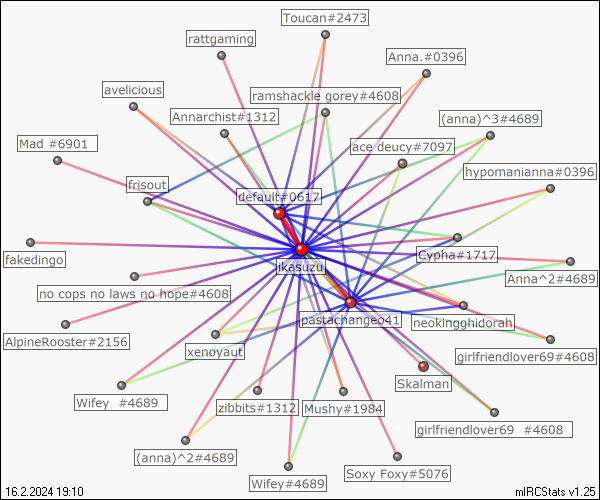 Toucan#2473
rattgaming
Anna.#0396
avelicious
ramshackle gorey#4608
Annarchist#1312
(anna)^3#4689
Mad #6901
ace deucy#7097
hypomanianna#0396
frisout
default#0617
fakedingo
Cypha#1717
jkasuzu
Anna^2#4689
no cops no laws no hope#4608
pastachangeo41
neokingghidorah
AlpineRooster#2156
xenoyaut
girlfriendlover69#4608
Skalman
Wifey #4689
zibbits#1312
Mushy#1984
girlfriendlover69 #4608
(anna)^2#4689
Wifey#4689
Soxy Foxy#5076
16.2.2024 19:10
mIRCStats v1.25